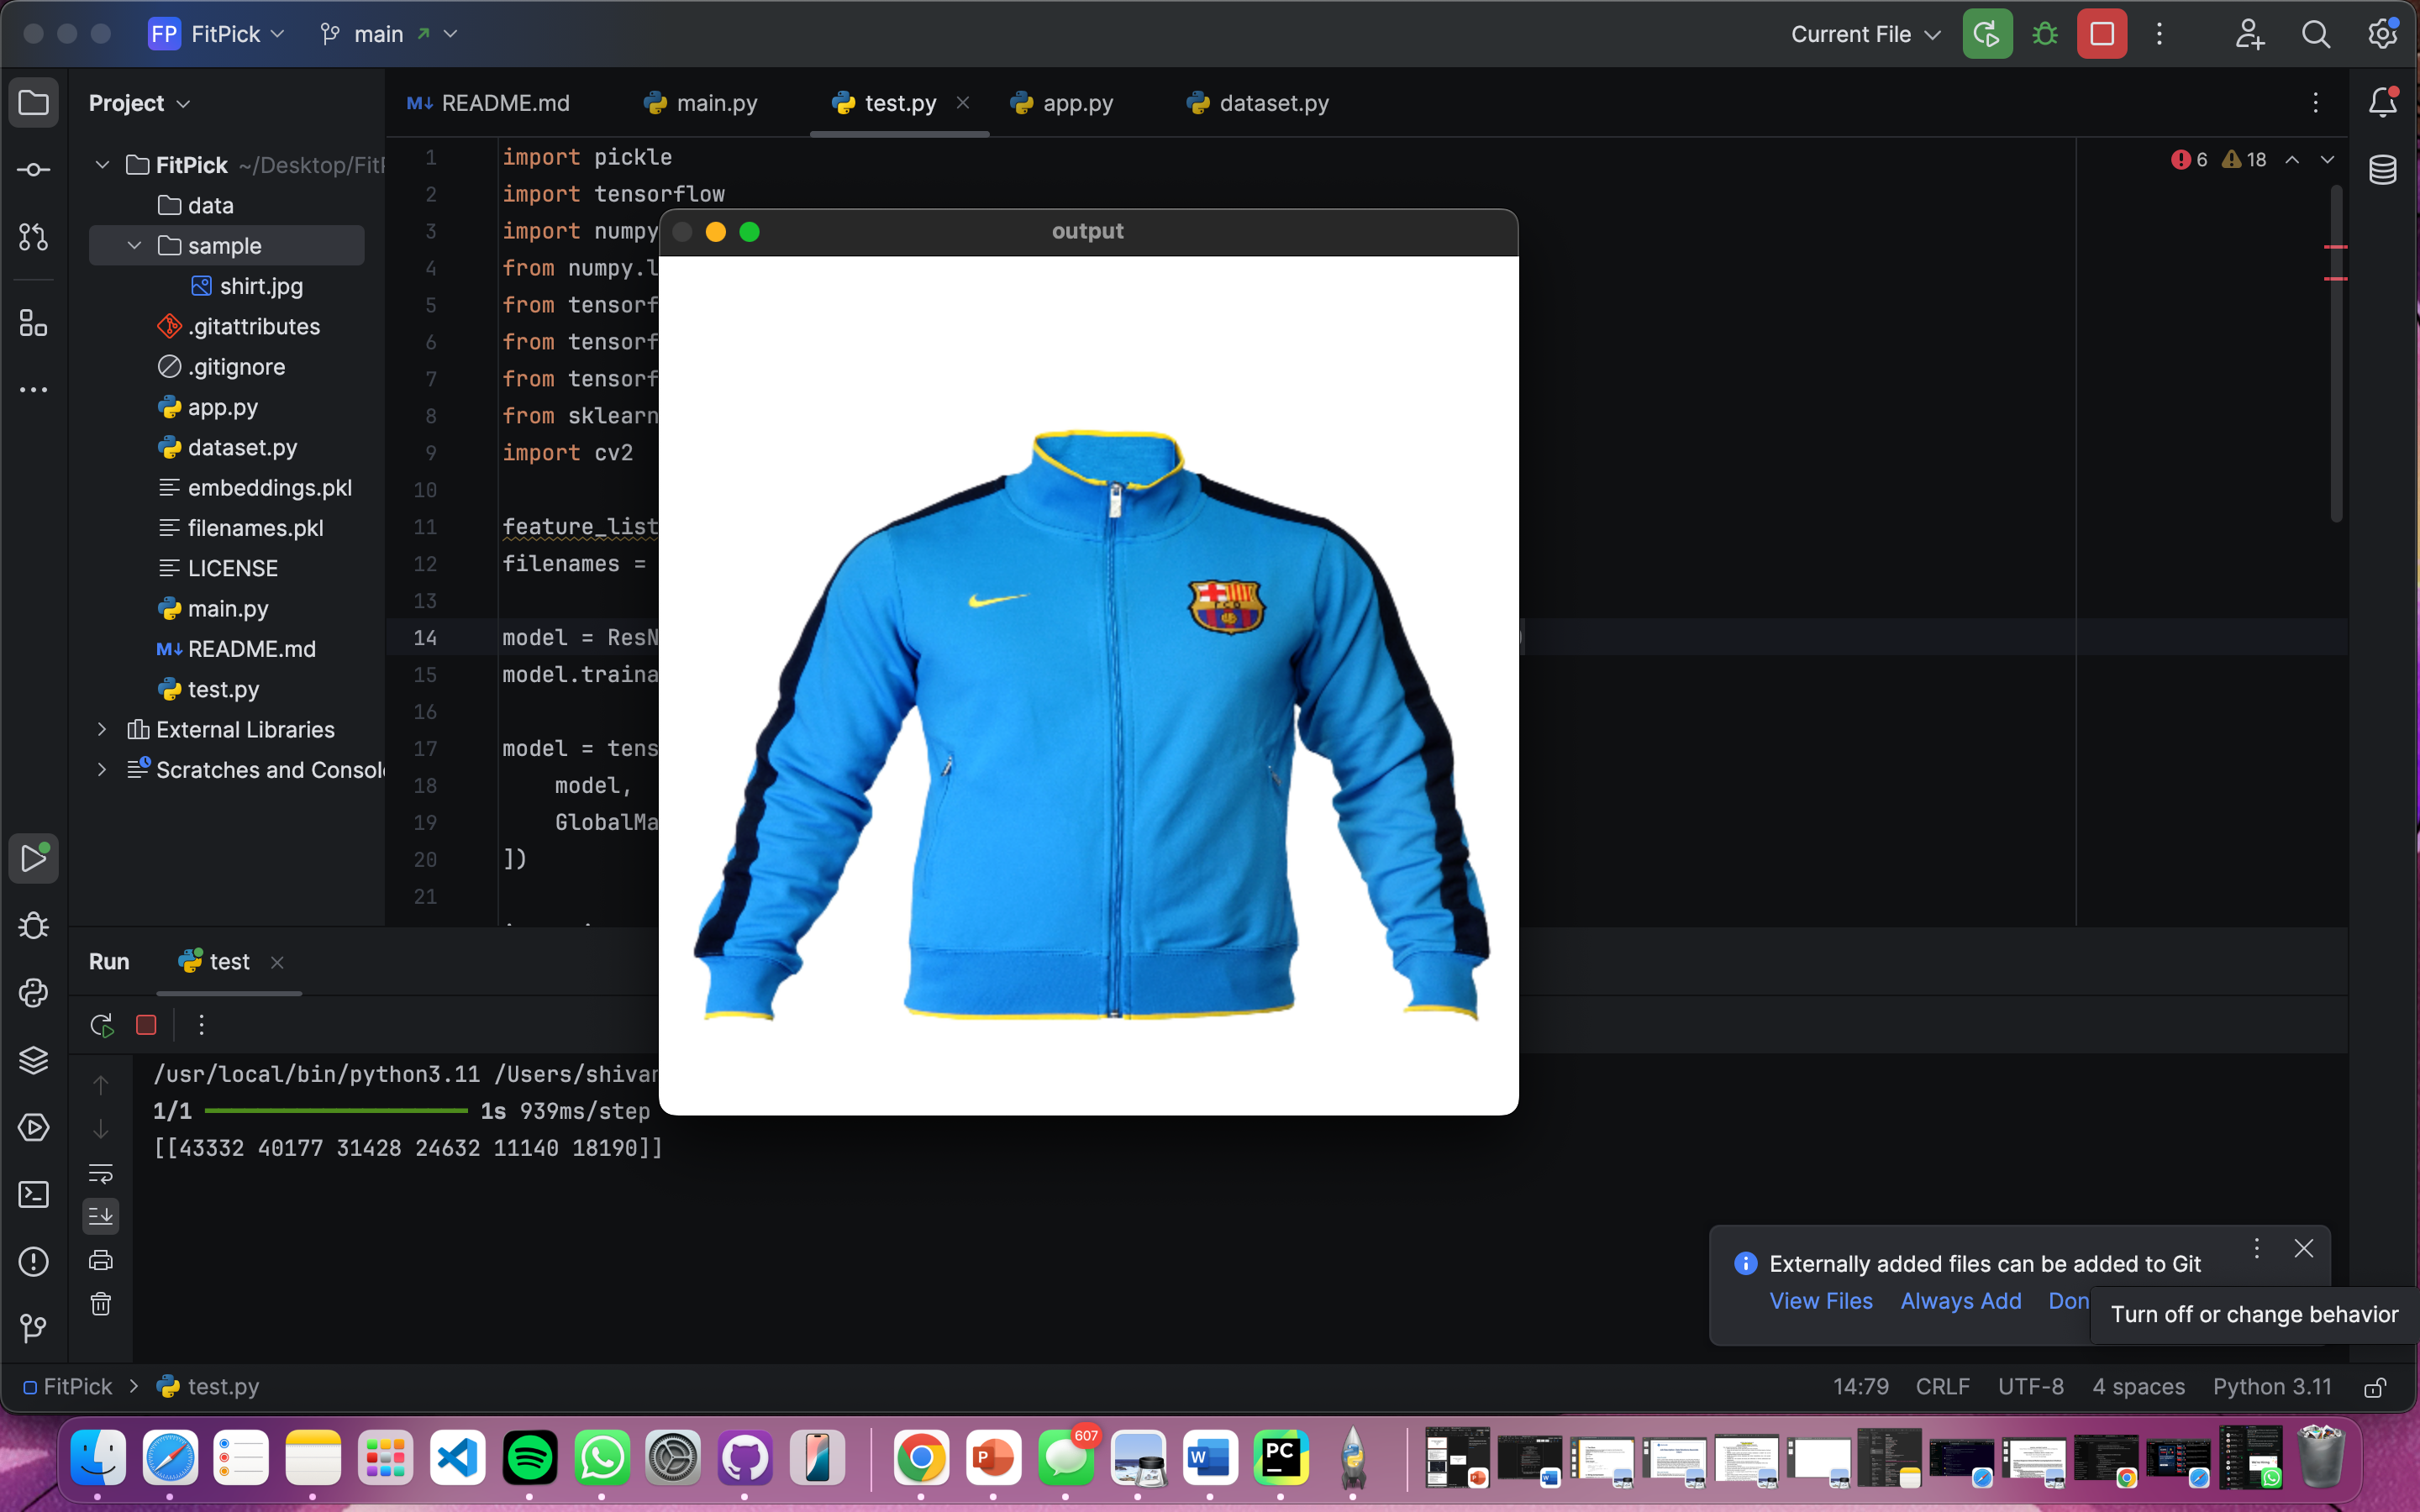 FP FitPick main Current File
Project
README.md main.py test.py app.py dataset.py
FitPick ~/Desktop/Fit
data
sample
shirt.jpg
.gitattributes
.gitignore
app.py
dataset.py
embeddings.pkl
filenames.pkl
LICENSE
main.py
README.md
test.py
External Libraries
Scratches and Consol
6 18
1 import pickle
2 import tensorflow
3 import numpy
4 from numpy.l
5 from tensorf
6 from tensorf
7 from tensorf
8 from sklearn
9 import cv2
10
11 feature_list
12 filenames =
13
14 model = ResN
15 model.traina
16
17 model = tens
18 model,
19 GlobalMa
20 ])
21
output
Run test
/usr/local/bin/python3.11 /Users/shivan
1/1 1s 939ms/step
[[43332 40177 31428 24632 11140 18190]]
Externally added files can be added to Git
View Files Always Add Don
Turn off or change behavior
FitPick > test.py
14:79 CRLF UTF-8 4 spaces Python 3.11
607
PC